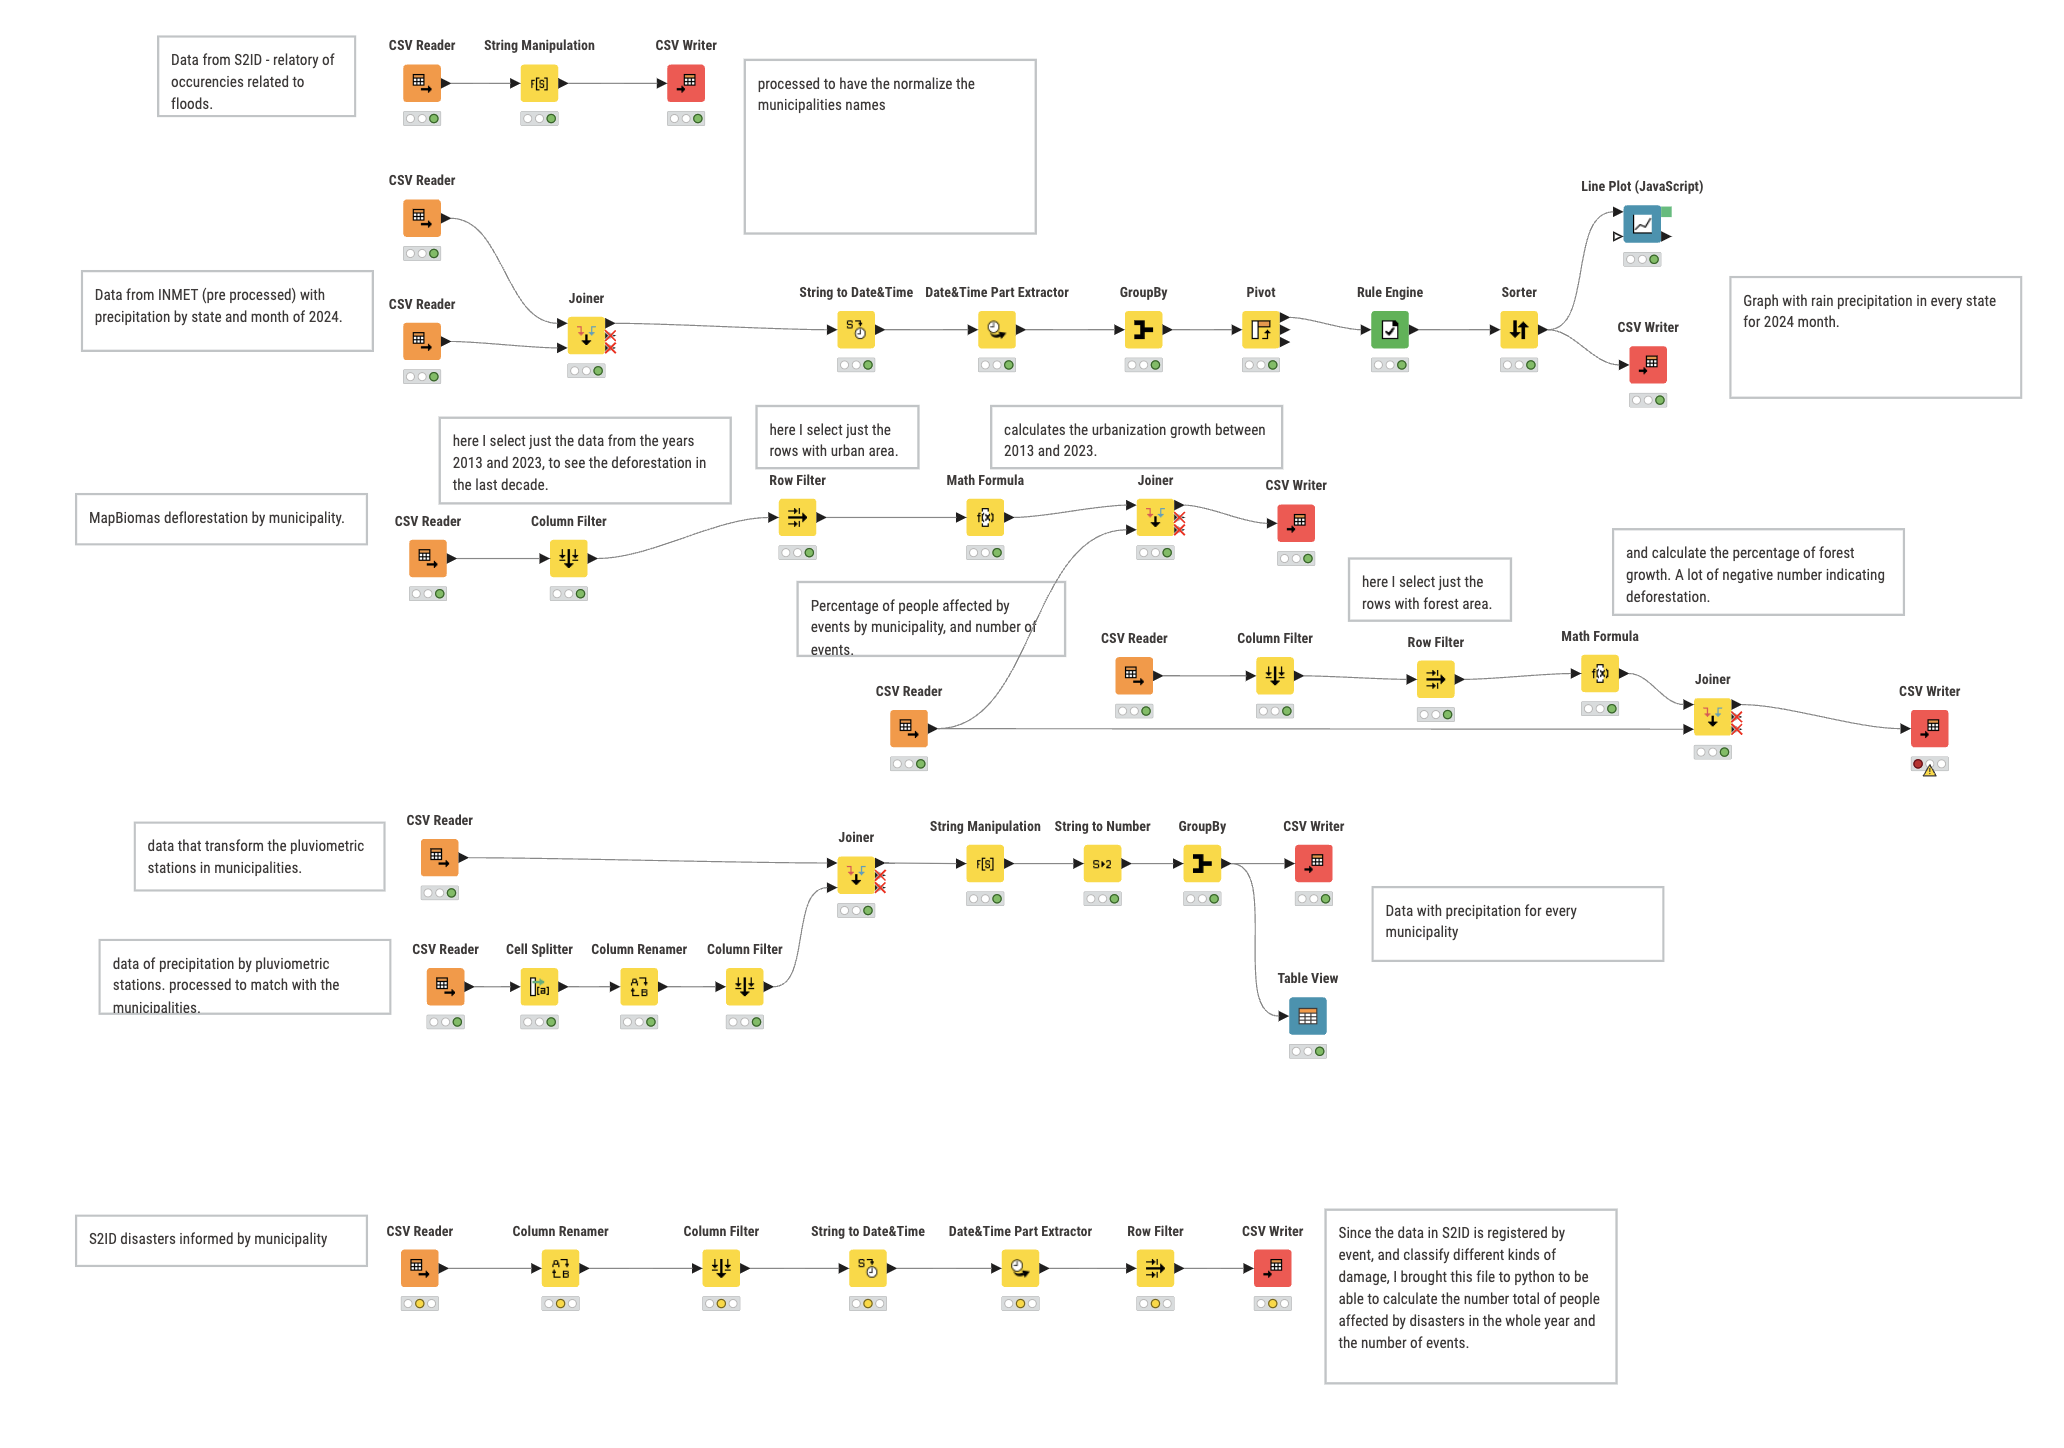 CSV Reader
String Manipulation
CSV Writer
Data from S2ID - relatory of
occurencies related to
floods.
F[S]
processed to have the normalize the
municipalities names
CSV Reader
Line Plot (JavaScript)
Data from INMET (pre processed) with
precipitation by state and month of 2024.
CSV Reader
Joiner
String to Date&Time
Date&Time Part Extractor
GroupBy
Pivot
Rule Engine
Sorter
CSV Writer
S
Graph with rain precipitation in every state
for 2024 month.
here I select just the data from the years
2013 and 2023, to see the deforestation in
the last decade.
here I select just the
rows with urban area.
calculates the urbanization growth between
2013 and 2023.
MapBiomas deflorestation by municipality.
CSV Reader
Column Filter
Row Filter
Math Formula
Joiner
CSV Writer
f(x)
Percentage of people affected by
events by municipality, and number of
events.
here I select just the
rows with forest area.
and calculate the percentage of forest
growth. A lot of negative number indicating
deforestation.
CSV Reader
CSV Reader
Column Filter
Row Filter
Math Formula
f(x)
Joiner
CSV Writer
data that transform the pluviometric
stations in municipalities.
CSV Reader
Joiner
String Manipulation
String to Number
GroupBy
CSV Writer
F[S]
S▸2
Data with precipitation for every
municipality
data of precipitation by pluviometric
stations. processed to match with the
municipalities.
CSV Reader
Cell Splitter
Column Renamer
Column Filter
[a]
A
B
Table View
S2ID disasters informed by municipality
CSV Reader
Column Renamer
Column Filter
String to Date&Time
Date&Time Part Extractor
Row Filter
CSV Writer
A
B
S
Since the data in S2ID is registered by
event, and classify different kinds of
damage, I brought this file to python to be
able to calculate the number total of people
affected by disasters in the whole year and
the number of events.